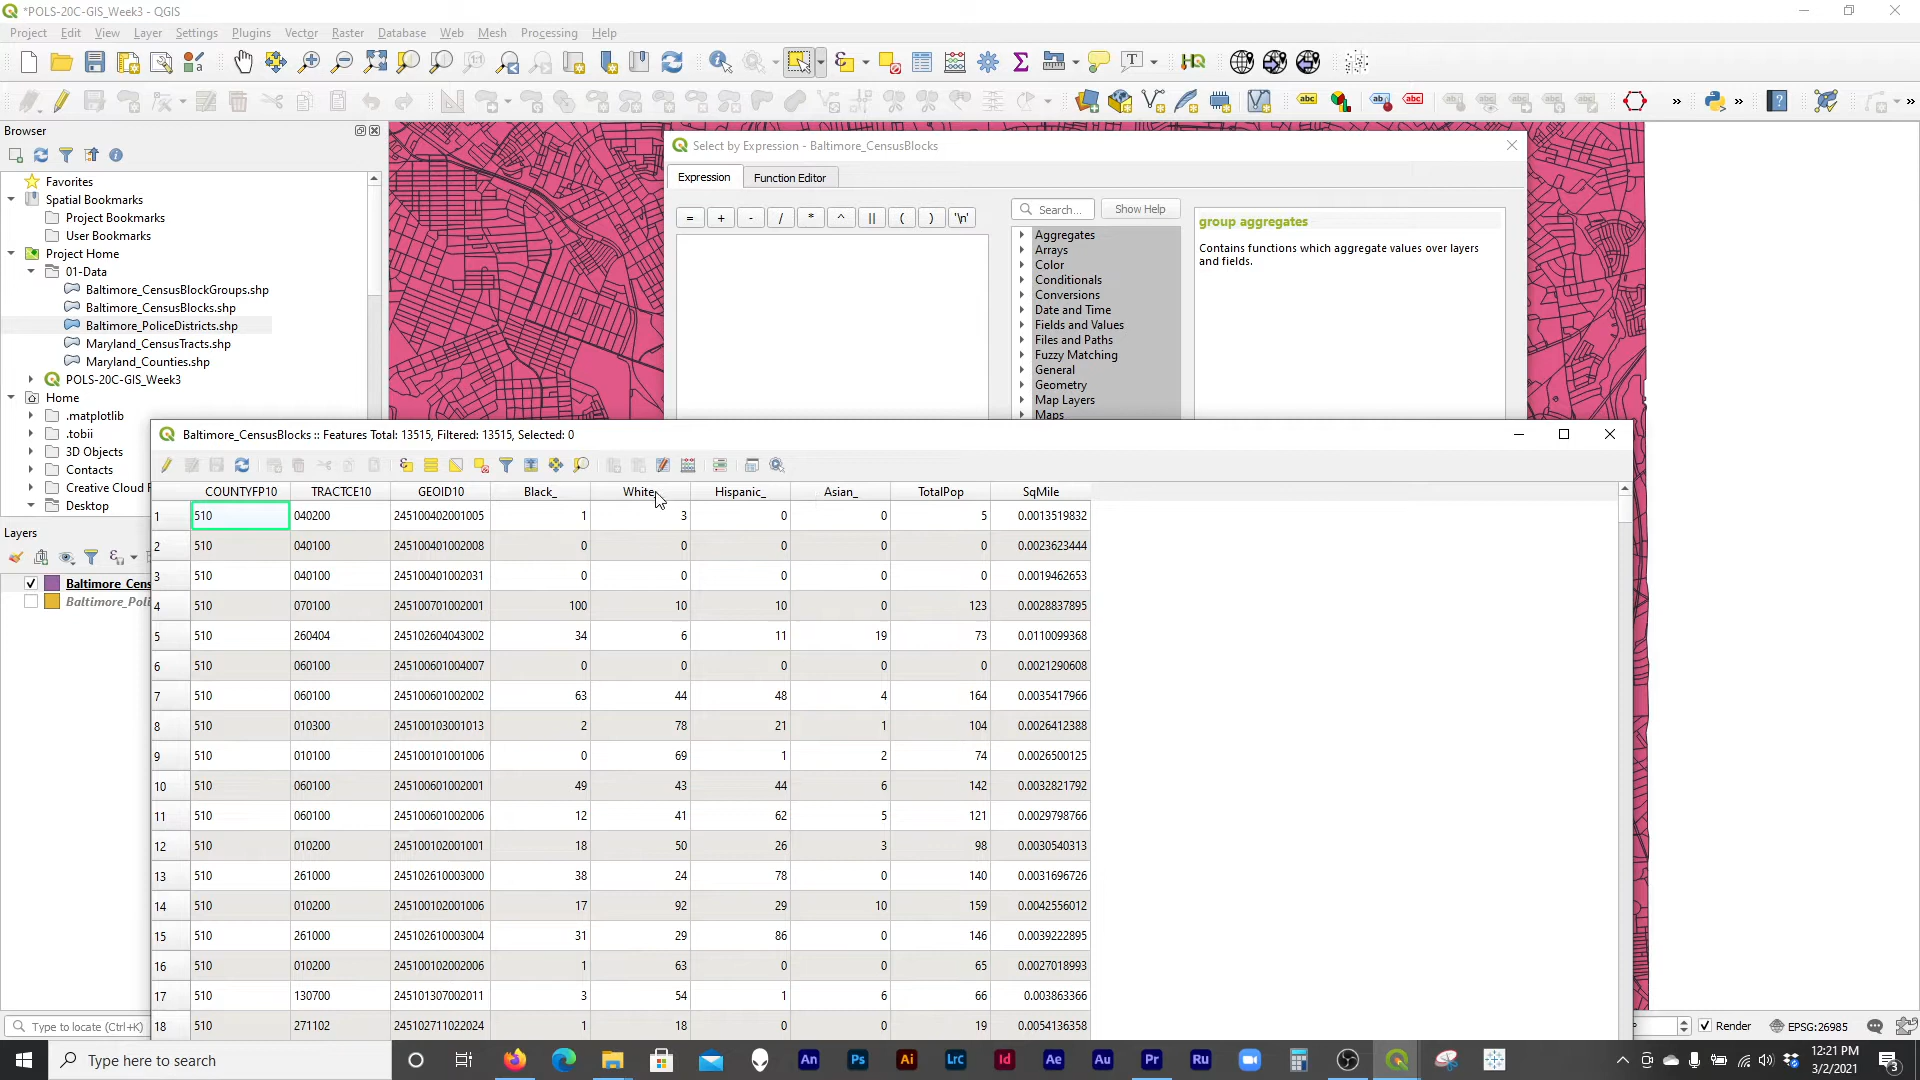 *POLS-20C-GIS_Week3 - QGIS
Project Edit View Layer Settings Plugins Vector Raster Database Web Mesh Processing Help
Browser
Favorites
Spatial Bookmarks
Project Bookmarks
User Bookmarks
Project Home
01-Data
Baltimore_CensusBlockGroups.shp
Baltimore_CensusBlocks.shp
Baltimore_PoliceDistricts.shp
Maryland_CensusTracts.shp
Maryland_Counties.shp
POLS-20C-GIS_Week3
Home
.matplotlib
.tobii
3D Objects
Contacts
Creative Cloud F
Desktop
Layers
Baltimore_Cens
Baltimore_Poli
Select by Expression - Baltimore_CensusBlocks
Expression Function Editor
= + - / * ^ || ( ) '\n'
Search... Show Help
Aggregates
Arrays
Color
Conditionals
Conversions
Date and Time
Fields and Values
Files and Paths
Fuzzy Matching
General
Geometry
Map Layers
Maps
group aggregates
Contains functions which aggregate values over layers
and fields.
Baltimore_CensusBlocks :: Features Total: 13515, Filtered: 13515, Selected: 0
COUNTYFP10 TRACTCE10 GEOID10 Black_ White_ Hispanic_ Asian_ TotalPop SqMile
1 510 040200 245100402001005 1 3 0 0 5 0.0013519832
2 510 040100 245100401002008 0 0 0 0 0 0.0023623444
3 510 040100 245100401002031 0 0 0 0 0 0.0019462653
4 510 070100 245100701002001 100 10 10 0 123 0.0028837895
5 510 260404 245102604043002 34 6 11 19 73 0.0110099368
6 510 060100 245100601004007 0 0 0 0 0 0.0021290608
7 510 060100 245100601002002 63 44 48 4 164 0.0035417966
8 510 010300 245100103001013 2 78 21 1 104 0.0026412388
9 510 010100 245100101001006 0 69 1 2 74 0.0026500125
10 510 060100 245100601002001 49 43 44 6 142 0.0032821792
11 510 060100 245100601002006 12 41 62 5 121 0.0029798766
12 510 010200 245100102001001 18 50 26 3 98 0.0030540313
13 510 261000 245102610003000 38 24 78 0 140 0.0031696726
14 510 010200 245100102001006 17 92 29 10 159 0.0042556012
15 510 261000 245102610003004 31 29 86 0 146 0.0039222895
16 510 010200 245100102002006 1 63 0 0 65 0.0027018993
17 510 130700 245101307002011 3 54 1 6 66 0.003863366
18 510 271102 245102711022024 1 18 0 0 19 0.0054136358
Type to locate (Ctrl+K)
Render EPSG:26985
Type here to search
An Ps Ai Lrc Id Ae Au Pr Ru
12:21 PM
3/2/2021
3